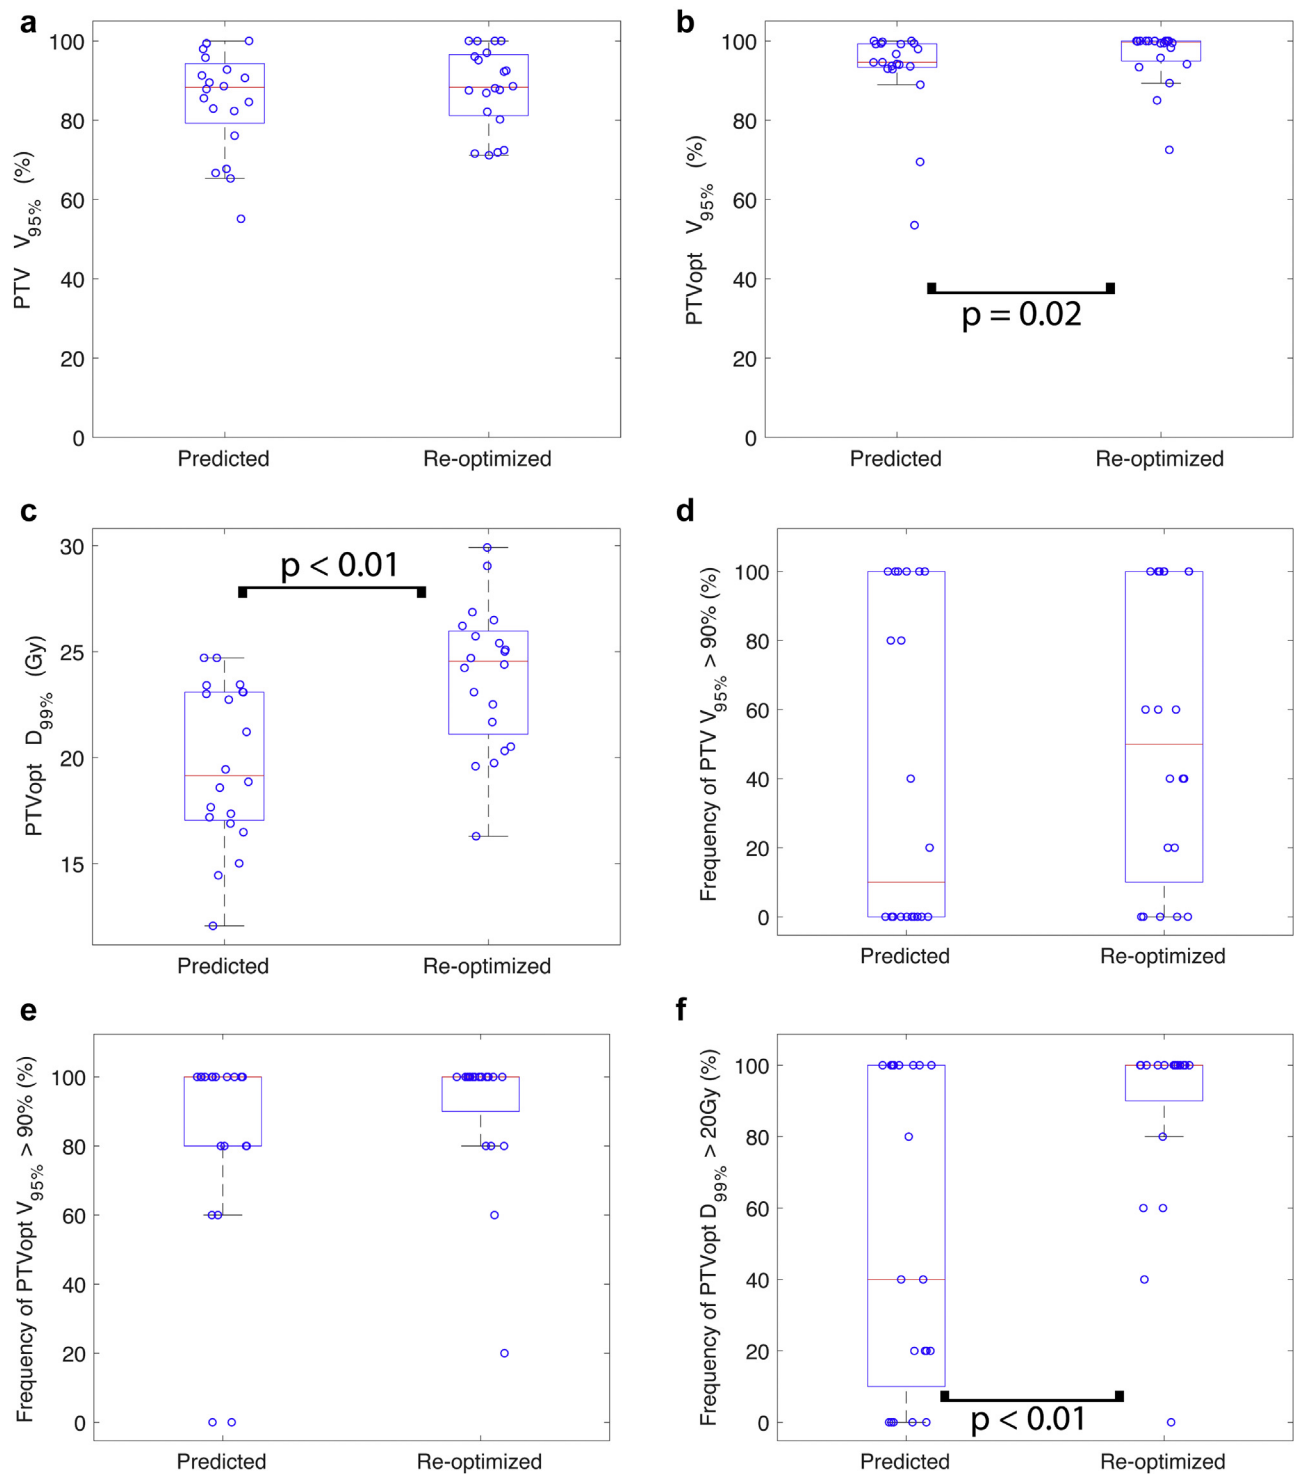 a
100
80
60
40
20
0
PTV V95% (%)
Predicted
Re-optimized
b
100
80
60
40
20
0
PTVopt V95% (%)
p = 0.02
Predicted
Re-optimized
c
30
25
20
15
PTVopt D99% (Gy)
p < 0.01
Predicted
Re-optimized
d
100
80
60
40
20
0
Frequency of PTV V95% > 90% (%)
Predicted
Re-optimized
e
100
80
60
40
20
0
Frequency of PTVopt V95% > 90% (%)
Predicted
Re-optimized
f
100
80
60
40
20
0
Frequency of PTVopt D99% > 20Gy (%)
p < 0.01
Predicted
Re-optimized